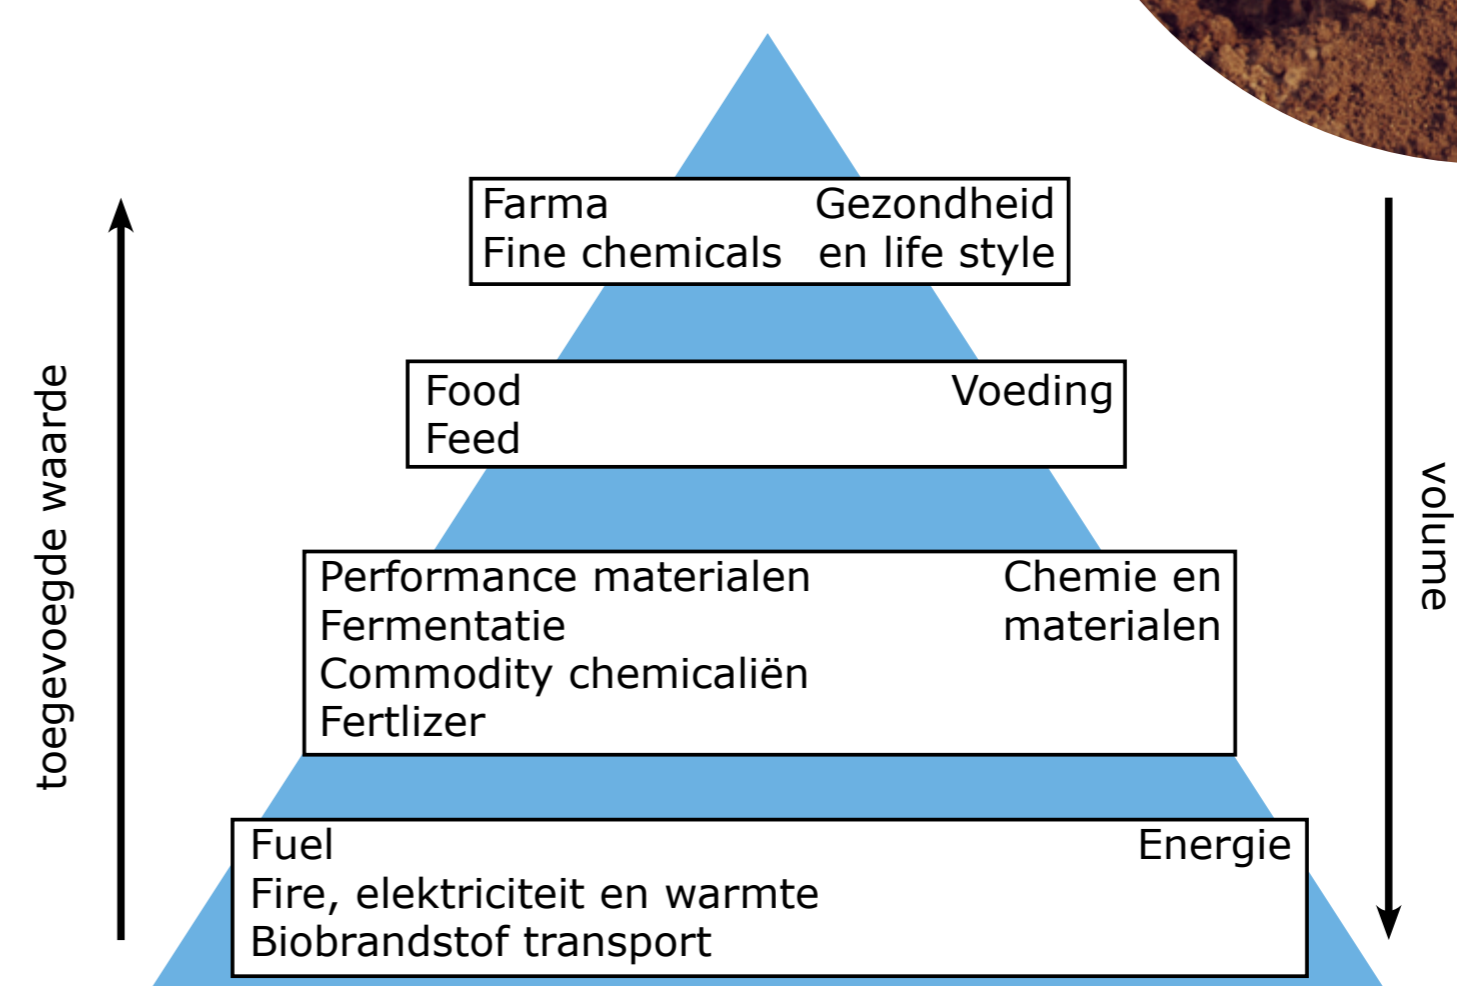 Farma Gezondheid
Fine chemicals en life style
Food Voeding
Feed
Performance materialen Chemie en
Fermentatie materialen
Commodity chemicaliën
Fertlizer
Fuel Energie
Fire, elektriciteit en warmte
Biobrandstof transport
toegevoegde waarde
volume